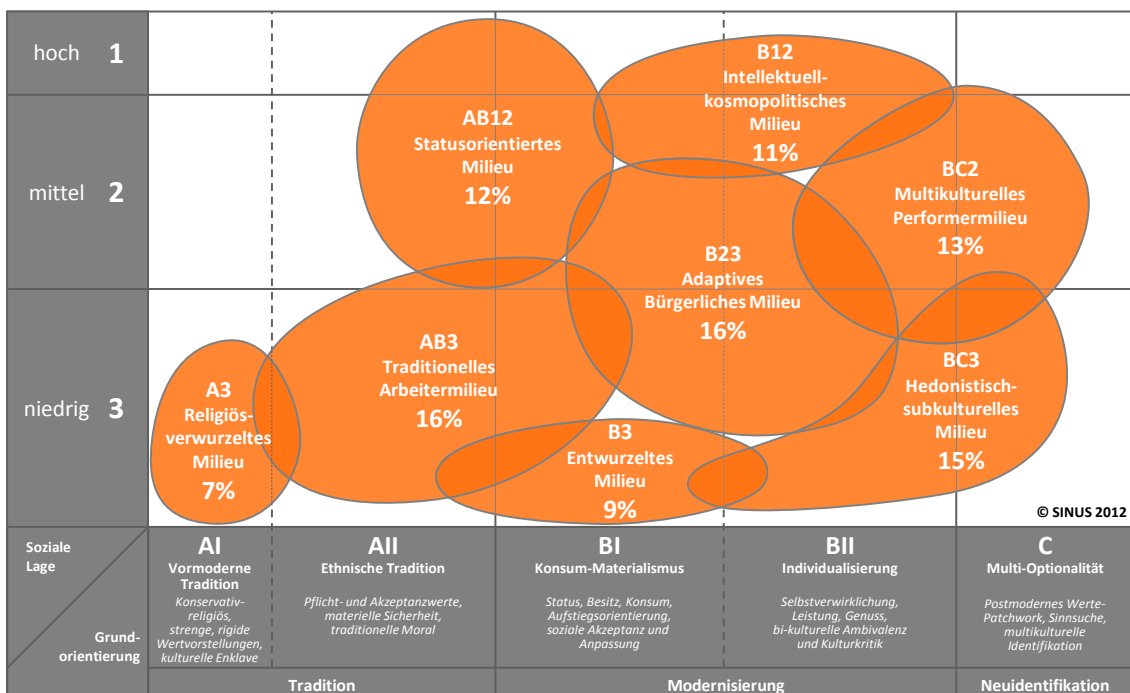 hoch 1
mittel 2
niedrig 3
B12
Intellektuell-
kosmopolitisches
Milieu
11%
AB12
Statusorientiertes
Milieu
12%
BC2
Multikulturelles
Performermilieu
13%
B23
Adaptives
Bürgerliches Milieu
16%
AB3
Traditionelles
Arbeitermilieu
16%
A3
Religiös-
verwurzeltes
Milieu
7%
BC3
Hedonistisch-
subkulturelles
Milieu
15%
B3
Entwurzeltes
Milieu
9%
© SINUS 2012
Soziale
Lage
Grund-
orientierung
AI
Vormoderne
Tradition
Konservativ-
religiös,
strenge, rigide
Wertvorstellungen,
kulturelle Enklave
AII
Ethnische Tradition
Pflicht- und Akzeptanzwerte,
materielle Sicherheit,
traditionelle Moral
BI
Konsum-Materialismus
Status, Besitz, Konsum,
Aufstiegsorientierung,
soziale Akzeptanz und
Anpassung
BII
Individualisierung
Selbstverwirklichung,
Leistung, Genuss,
bi-kulturelle Ambivalenz
und Kulturkritik
C
Multi-Optionalität
Postmodernes Werte-
Patchwork, Sinnsuche,
multikulturelle
Identifikation
Tradition
Modernisierung
Neuidentifikation